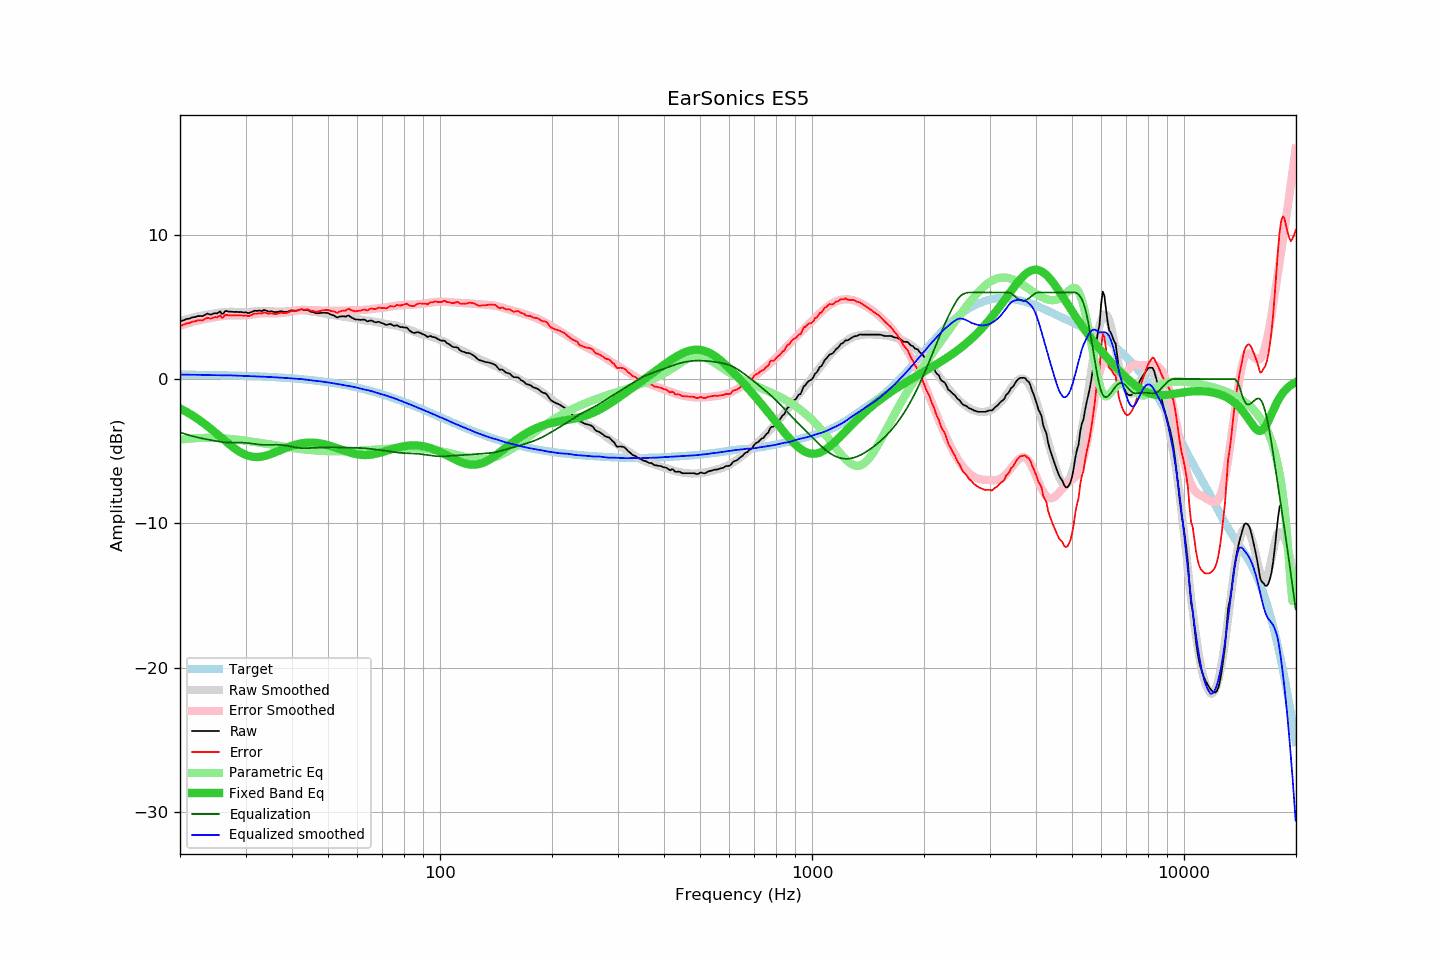 EarSonics ES5
10
0
−10
−20
−30
Amplitude (dBr)
Target
Raw Smoothed
Error Smoothed
Raw
Error
Parametric Eq
Fixed Band Eq
Equalization
Equalized smoothed
100
1000
10000
Frequency (Hz)